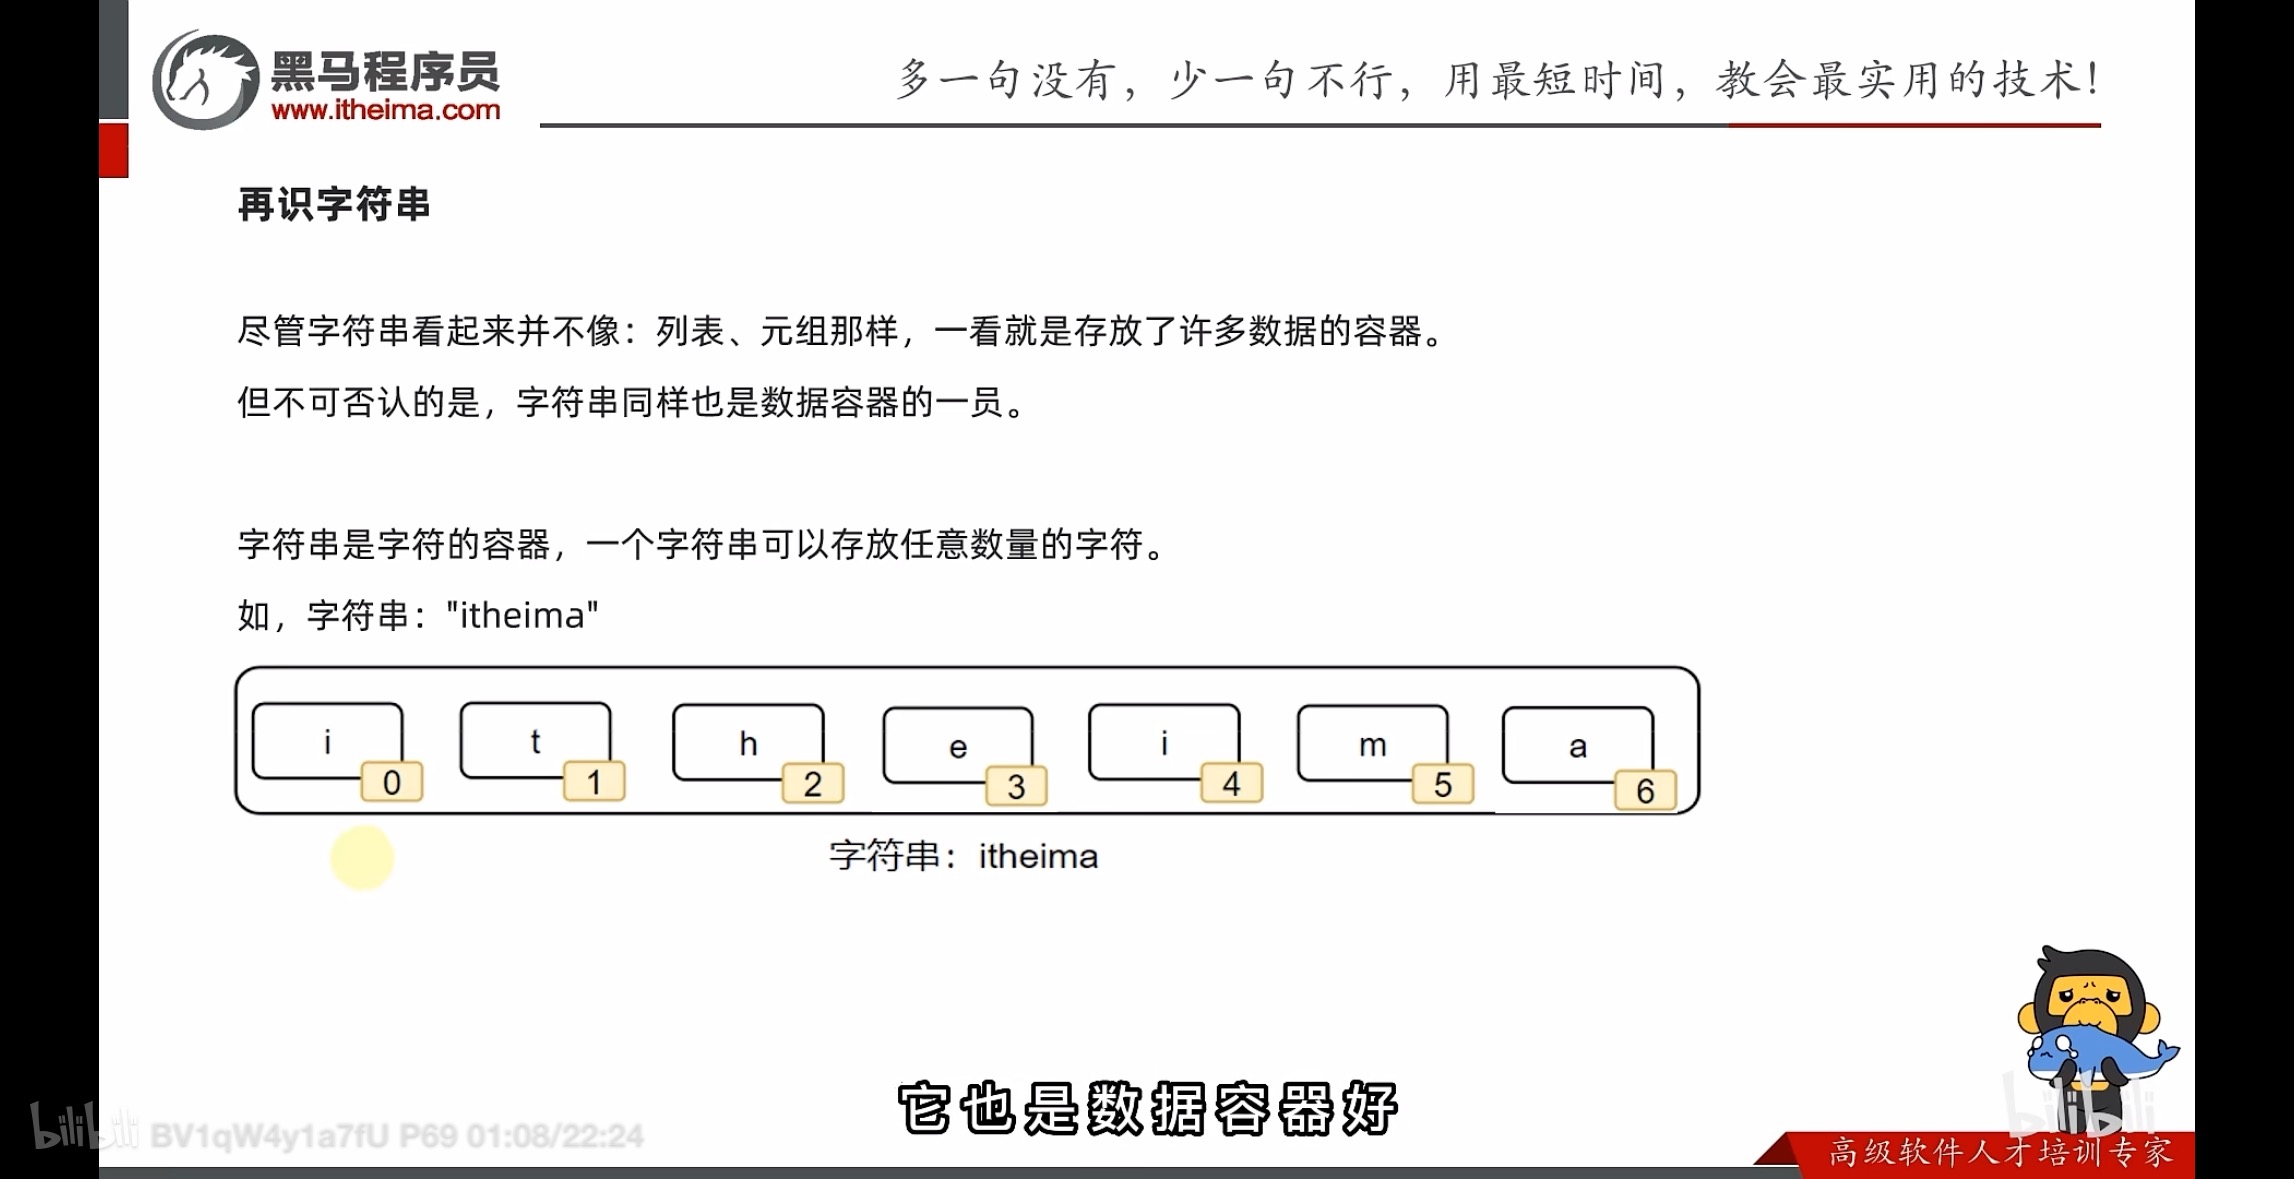 黑马程序员
www.itheima.com
多一句没有，少一句不行，用最短时间，教会最实用的技术！
再识字符串
尽管字符串看起来并不像：列表、元组那样，一看就是存放了许多数据的容器。
但不可否认的是，字符串同样也是数据容器的一员。
字符串是字符的容器，一个字符串可以存放任意数量的字符。
如，字符串："itheima"
i t h e i m a
0 1 2 3 4 5 6
字符串：itheima
它也是数据容器好
bilibili BV1qW4y1a7fU P69 01:08/22:24
bilibili
高级软件人才培训专家